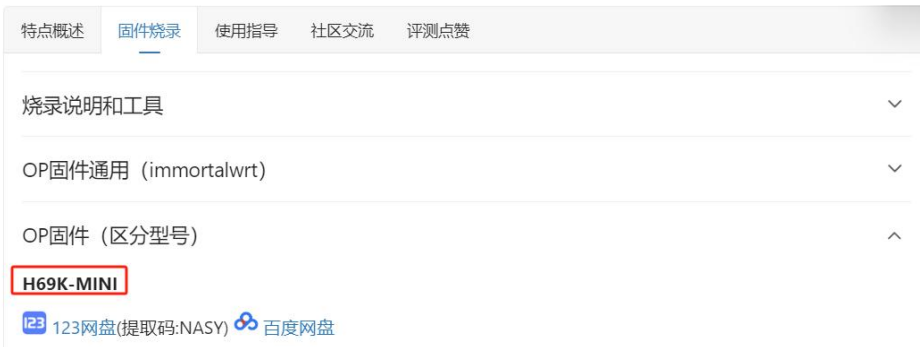 特点概述 固件烧录 使用指导 社区交流 评测点赞
烧录说明和工具
OP固件通用（immortalwrt）
OP固件（区分型号）
H69K-MINI
123 123网盘(提取码:NASY) 百度网盘